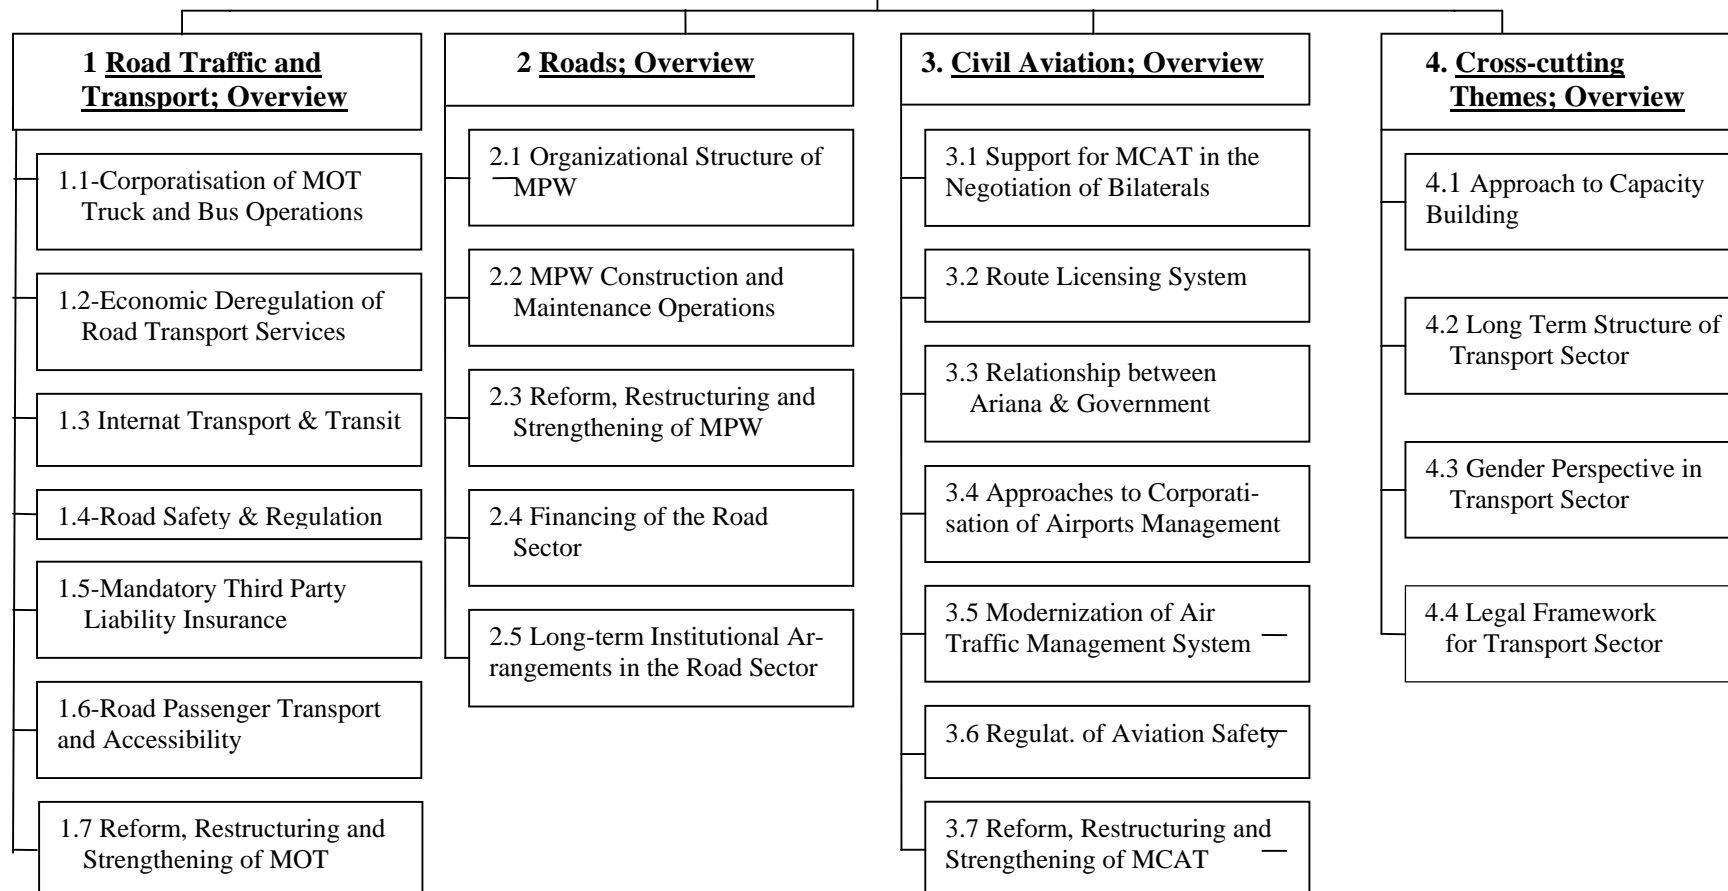 1 Road Traffic and
Transport; Overview
1.1-Corporatisation of MOT
Truck and Bus Operations
1.2-Economic Deregulation of
Road Transport Services
1.3 Internat Transport & Transit
1.4-Road Safety & Regulation
1.5-Mandatory Third Party
Liability Insurance
1.6-Road Passenger Transport
and Accessibility
1.7 Reform, Restructuring and
Strengthening of MOT
2 Roads; Overview
2.1 Organizational Structure of
MPW
2.2 MPW Construction and
Maintenance Operations
2.3 Reform, Restructuring and
Strengthening of MPW
2.4 Financing of the Road
Sector
2.5 Long-term Institutional Ar-
rangements in the Road Sector
3. Civil Aviation; Overview
3.1 Support for MCAT in the
Negotiation of Bilaterals
3.2 Route Licensing System
3.3 Relationship between
Ariana & Government
3.4 Approaches to Corporati-
sation of Airports Management
3.5 Modernization of Air
Traffic Management System
3.6 Regulat. of Aviation Safety
3.7 Reform, Restructuring and
Strengthening of MCAT
4. Cross-cutting
Themes; Overview
4.1 Approach to Capacity
Building
4.2 Long Term Structure of
Transport Sector
4.3 Gender Perspective in
Transport Sector
4.4 Legal Framework
for Transport Sector